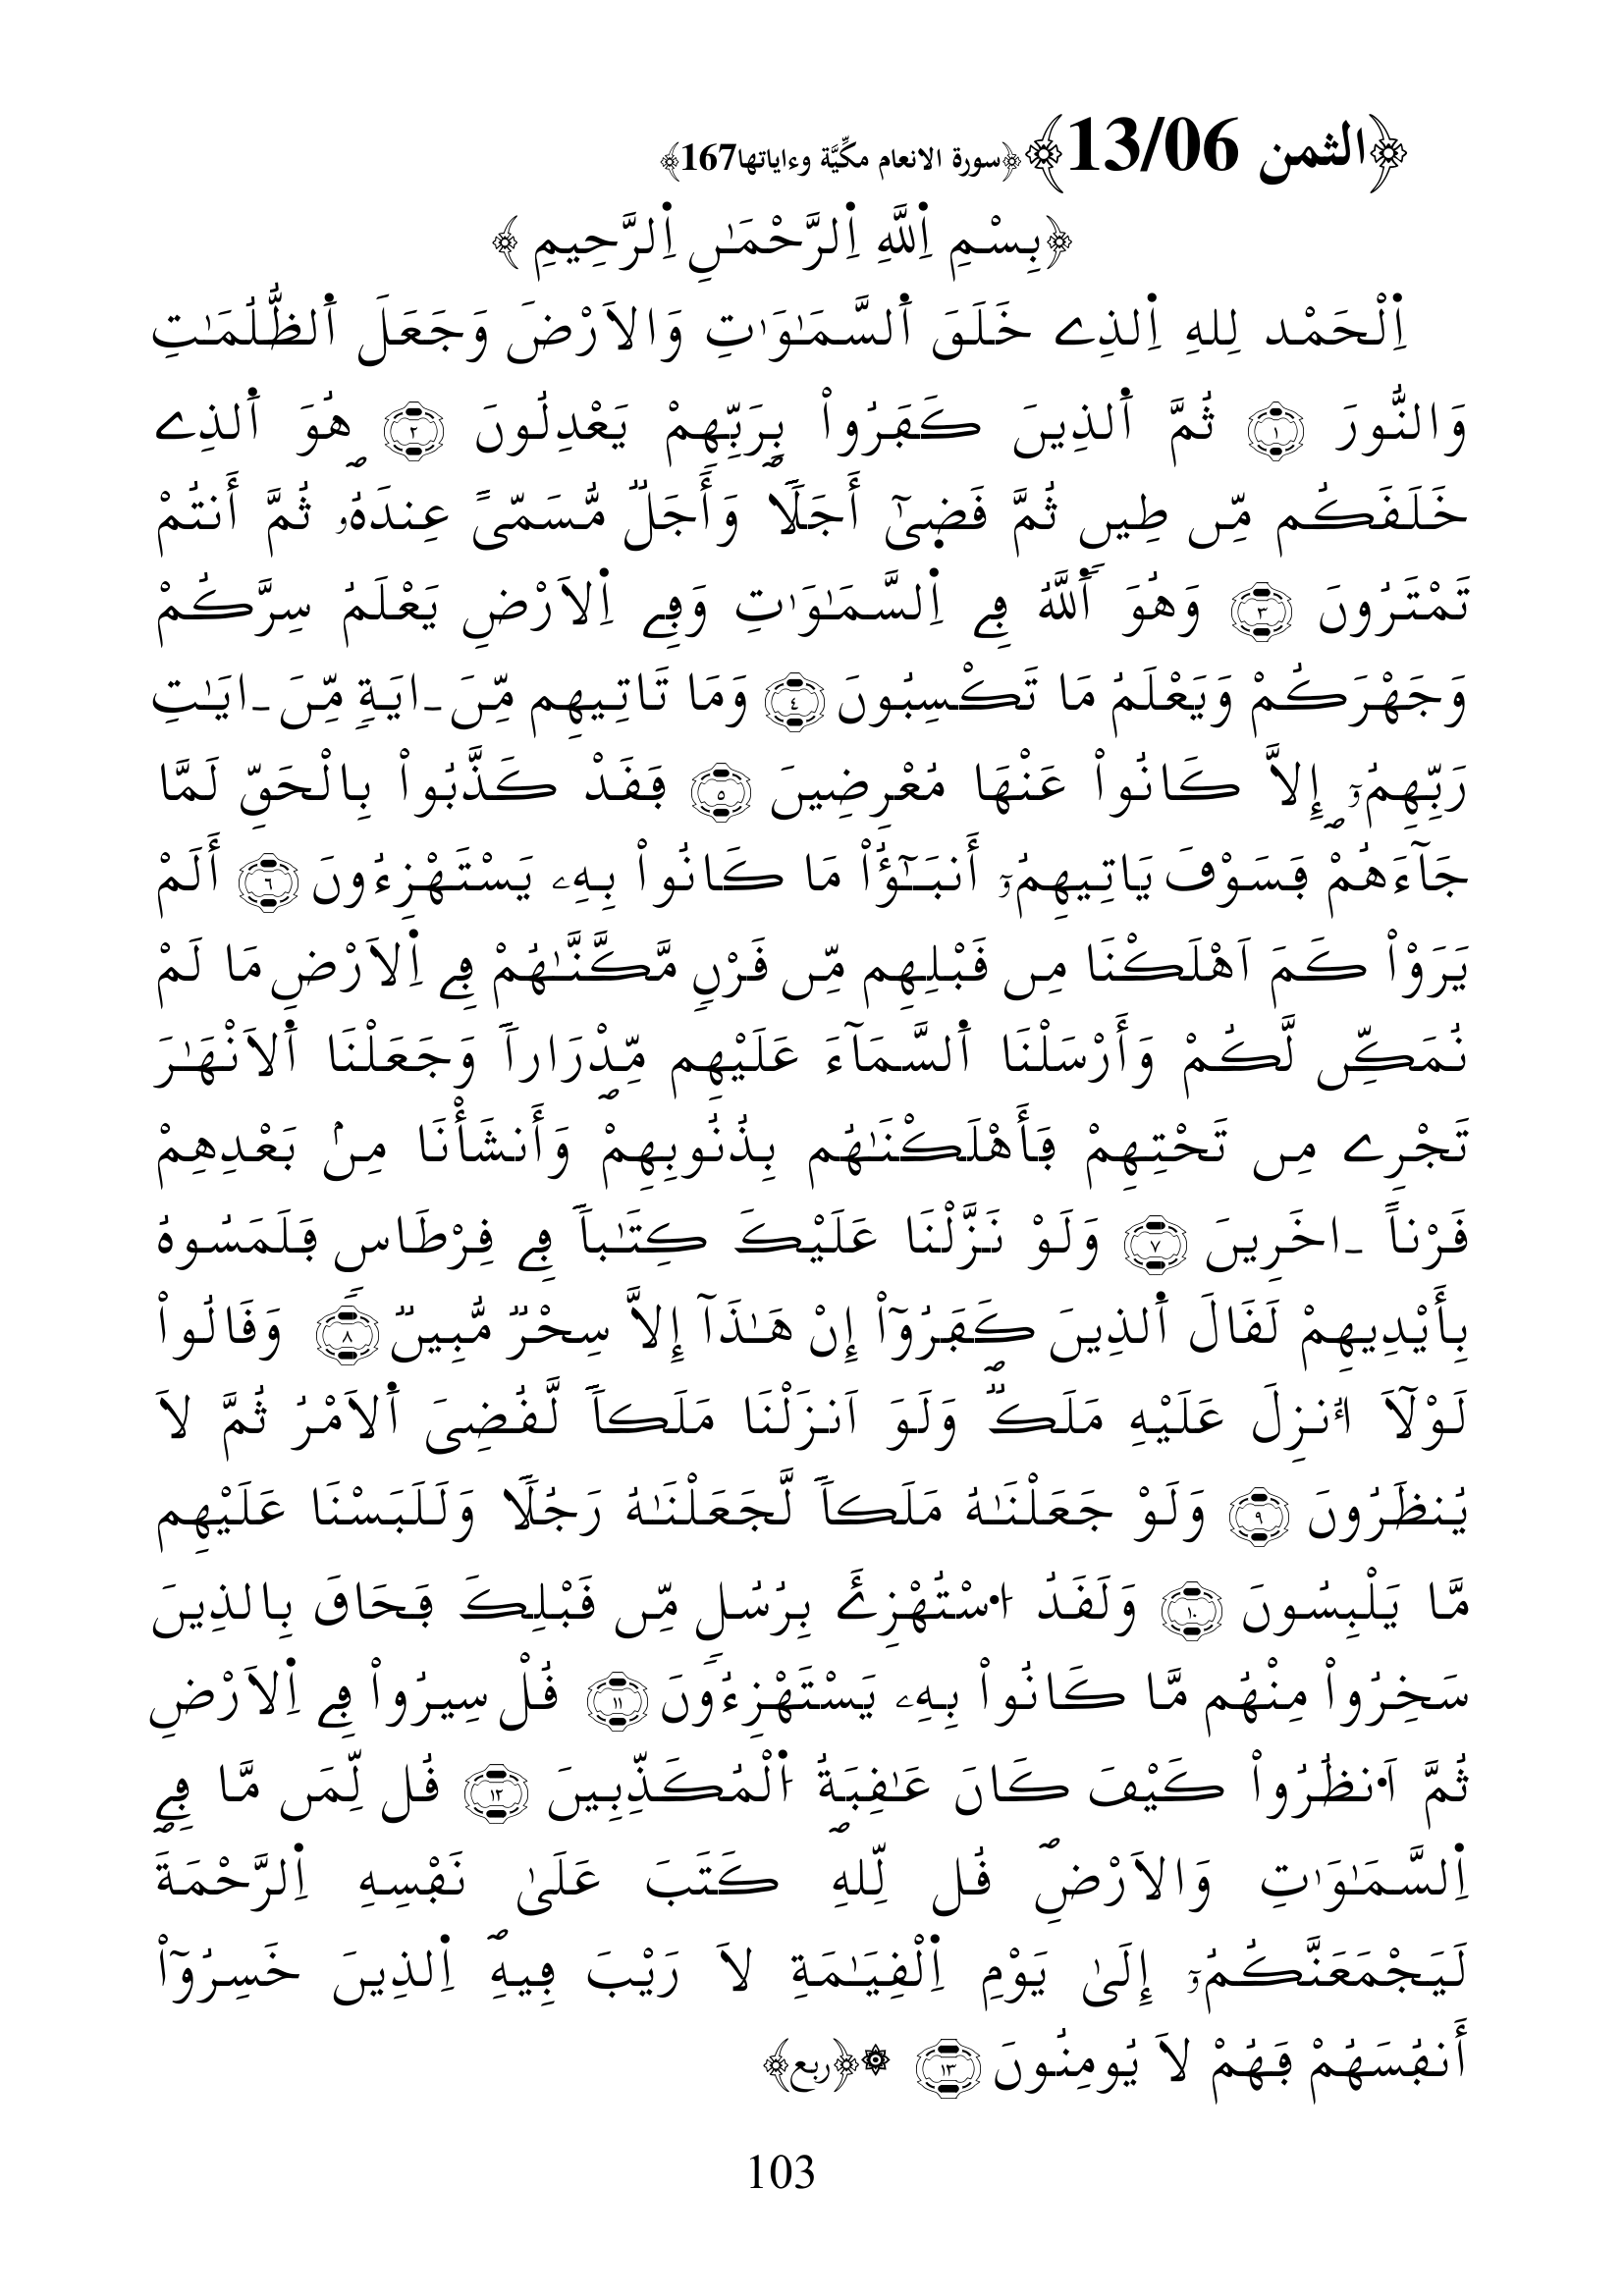 ﴿الثمن 13/06﴾﴿سورة الانعام مكِّيَّة وءاياتها167﴾
﴿بِسْمِ اِ۬للَّهِ اِ۬لرَّحْمَٰنِ اِ۬لرَّحِيمِ ﴾
اِ۬لْحَمْد لِلهِ اِ۬لذِے خَلَقَ اَ۬لسَّمَٰوَٰتِ وَالاَرْضَ وَجَعَلَ اَ۬لظُّلُمَٰتِ
وَالنُّورَ ١ ثُمَّ اَ۬لذِينَ كَفَرُواْ بِرَبِّهِمْ يَعْدِلُونَۖ ٢ هُوَ اَ۬لذِے
خَلَقَكُم مِّن طِينٖ ثُمَّ قَض۪ىٰٓ أَجَلٗاۖ وَأَجَلٞ مُّسَمّىً عِندَهُۥ ثُمَّ أَنتُمْ
تَمْتَرُونَ ٣ وَهُوَ اَ۬للَّهُ فِے اِ۬لسَّمَٰوَٰتِ وَفِے اِ۬لاَرْضِ يَعْلَمُ سِرَّكُمْ
وَجَهْرَكُمْ وَيَعْلَمُ مَا تَكْسِبُونَ ٤ وَمَا تَاتِيهِم مِّنَ ـ ايَةٖ مِّنَ ـ ايَٰتِ
رَبِّهِمُۥٓ إِلاَّ كَانُواْ عَنْهَا مُعْرِضِينَۖ ٥ فَقَدْ كَذَّبُواْ بِالْحَقِّ لَمَّا
جَآءَهُمْ فَسَوْفَ يَاتِيهِمُۥٓ أَنۢبَـٰٓؤُاْ مَا كَانُواْ بِهِۦ يَسْتَهْزِءُونَ ٦ أَلَمْ
يَرَوْاْ كَمَ اَهْلَكْنَا مِن قَبْلِهِم مِّن قَرْنٖ مَّكَّنَّٰهُمْ فِے اِ۬لاَرْضِ مَا لَمْ
نُمَكِّن لَّكُمْ وَأَرْسَلْنَا اَ۬لسَّمَآءَ عَلَيْهِم مِّدْرَاراٗ وَجَعَلْنَا اَ۬لاَنْهَٰرَ
تَجْرِے مِن تَحْتِهِمْ فَأَهْلَكْنَٰهُم بِذُنُوبِهِمْ وَأَنشَأْنَا مِنۢ بَعْدِهِمْ
قَرْناً ـ اخَرِينَ ٧ وَلَوْ نَزَّلْنَا عَلَيْكَ كِتَٰباٗ فِے قِرْطَاسٖ فَلَمَسُوهُ
بِأَيْدِيهِمْ لَقَالَ اَ۬لذِينَ كَفَرُوٓاْ إِنْ هَٰذَآ إِلاَّ سِحْرٞ مُّبِينٞۖ ٨ وَقَالُواْ
لَوْلَآ أُنزِلَ عَلَيْهِ مَلَكٞۖ وَلَوَ اَنزَلْنَا مَلَكاٗ لَّقُضِيَ اَ۬لاَمْرُ ثُمَّ لاَ
يُنظَرُونَ ٩ وَلَوْ جَعَلْنَٰهُ مَلَكاٗ لَّجَعَلْنَٰهُ رَجُلٗا وَلَلَبَسْنَا عَلَيْهِم
مَّا يَلْبِسُونَ ١٠ وَلَقَدُ ا۟سْتُهْزِئَ بِرُسُلٖ مِّن قَبْلِكَ فَحَاقَ بِالذِينَ
سَخِرُواْ مِنْهُم مَّا كَانُواْ بِهِۦ يَسْتَهْزِءُونَۖ ١١ قُلْ سِيرُواْ فِے اِ۬لاَرْضِ
ثُمَّ اَ۟نظُرُواْ كَيْفَ كَانَ عَٰقِبَةُ اُ۬لْمُكَذِّبِينَ ١٢ قُل لِّمَن مَّا فِے
اِ۬لسَّمَٰوَٰتِ وَالاَرْضِۖ قُل لِّلهِۖ كَتَبَ عَلَىٰ نَفْسِهِ اِ۬لرَّحْمَةَۖ
لَيَجْمَعَنَّكُمُۥٓ إِلَىٰ يَوْمِ اِ۬لْقِيَٰمَةِ لاَ رَيْبَ فِيهِۖ اِ۬لذِينَ خَسِرُوٓاْ
أَنفُسَهُمْ فَهُمْ لاَ يُومِنُونَ ١٣ ۞﴿ربع﴾
103